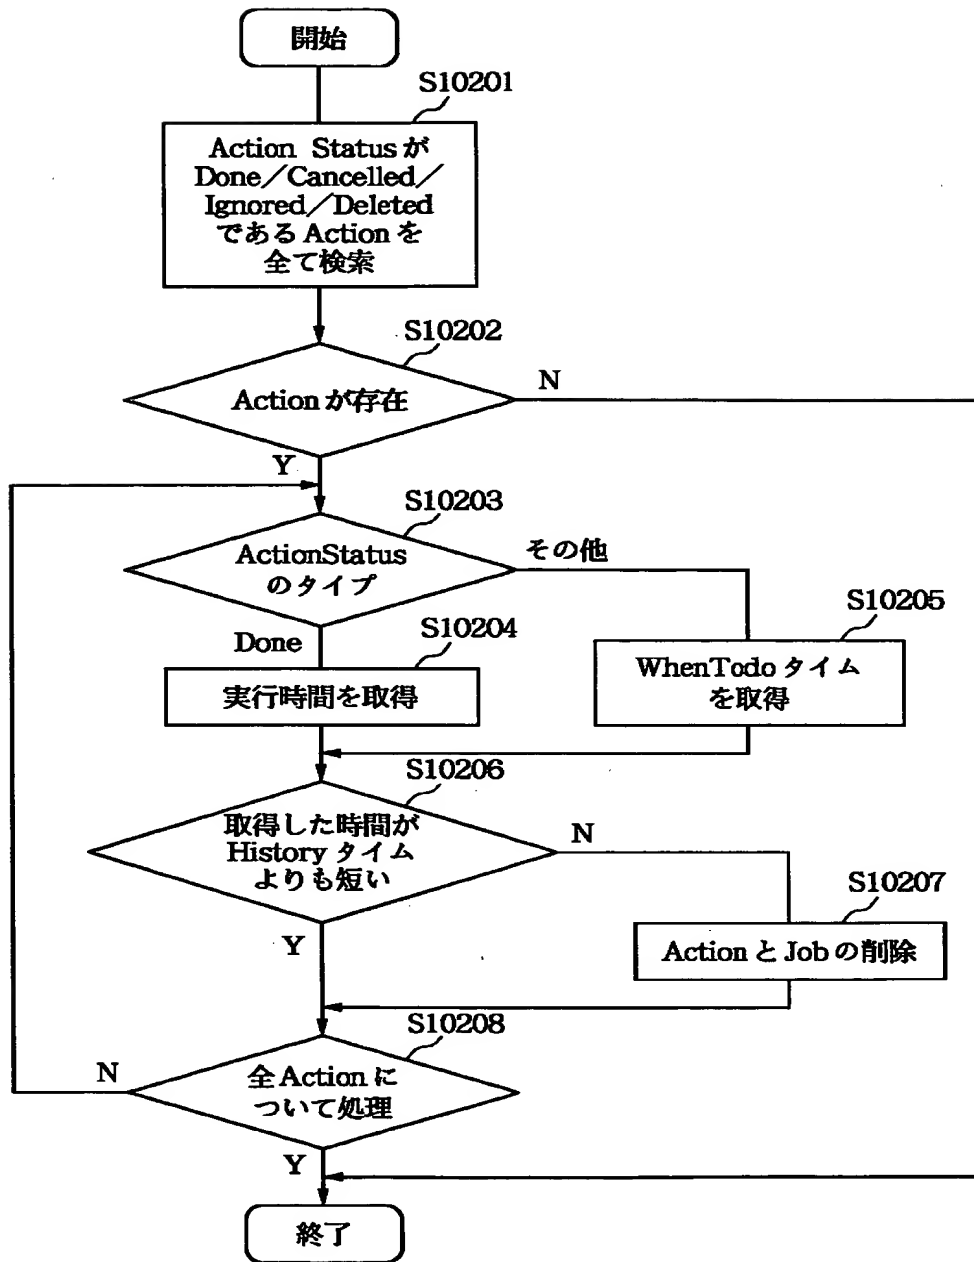 開始
S10201
Action Statusが
Done／Cancelled／
Ignored／Deleted
であるActionを
全て検索
S10202
Actionが存在
N
Y
S10203
ActionStatus
のタイプ
その他
Done
S10204
実行時間を取得
S10205
WhenTodoタイム
を取得
S10206
取得した時間が
Historyタイム
よりも短い
N
Y
S10207
ActionとJobの削除
S10208
全Actionに
ついて処理
N
Y
終了